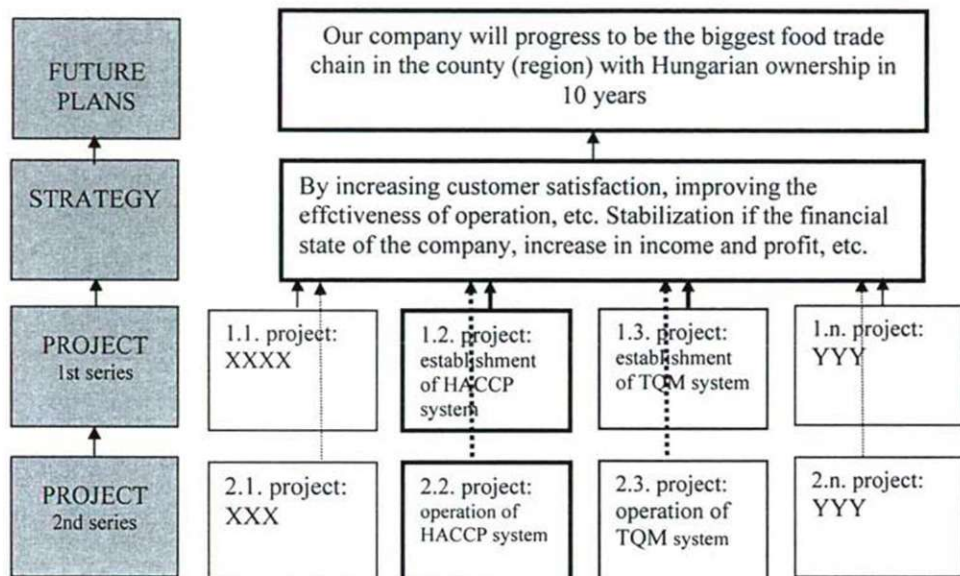 FUTURE
PLANS
Our company will progress to be the biggest food trade
chain in the county (region) with Hungarian ownership in
10 years
STRATEGY
By increasing customer satisfaction, improving the
effctiveness of operation, etc. Stabilization if the financial
state of the company, increase in income and profit, etc.
PROJECT
1st series
1.1. project:
XXXX
1.2. project:
establishment
of HACCP
system
1.3. project:
establishment
of TQM system
1.n. project:
YYY
PROJECT
2nd series
2.1. project:
XXX
2.2. project:
operation of
HACCP system
2.3. project:
operation of
TQM system
2.n. project:
YYY